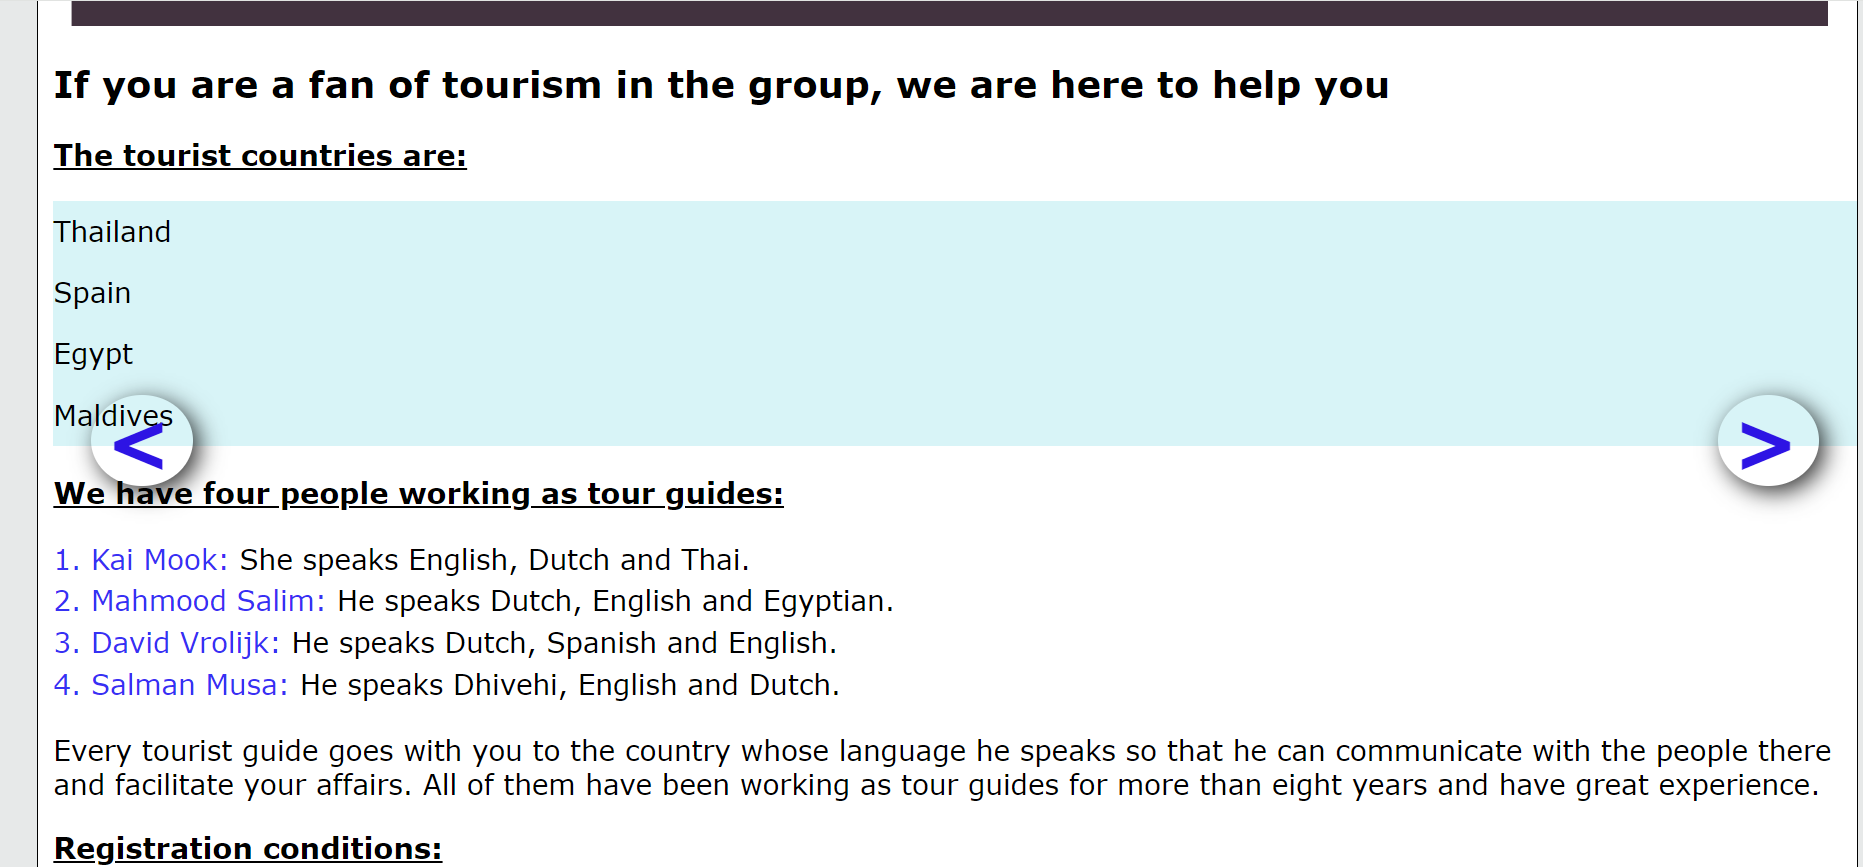 If you are a fan of tourism in the group, we are here to help you
The tourist countries are:
Thailand
Spain
Egypt
Maldives
< >
We have four people working as tour guides:
1. Kai Mook: She speaks English, Dutch and Thai.
2. Mahmood Salim: He speaks Dutch, English and Egyptian.
3. David Vrolijk: He speaks Dutch, Spanish and English.
4. Salman Musa: He speaks Dhivehi, English and Dutch.
Every tourist guide goes with you to the country whose language he speaks so that he can communicate with the people there
and facilitate your affairs. All of them have been working as tour guides for more than eight years and have great experience.
Registration conditions: